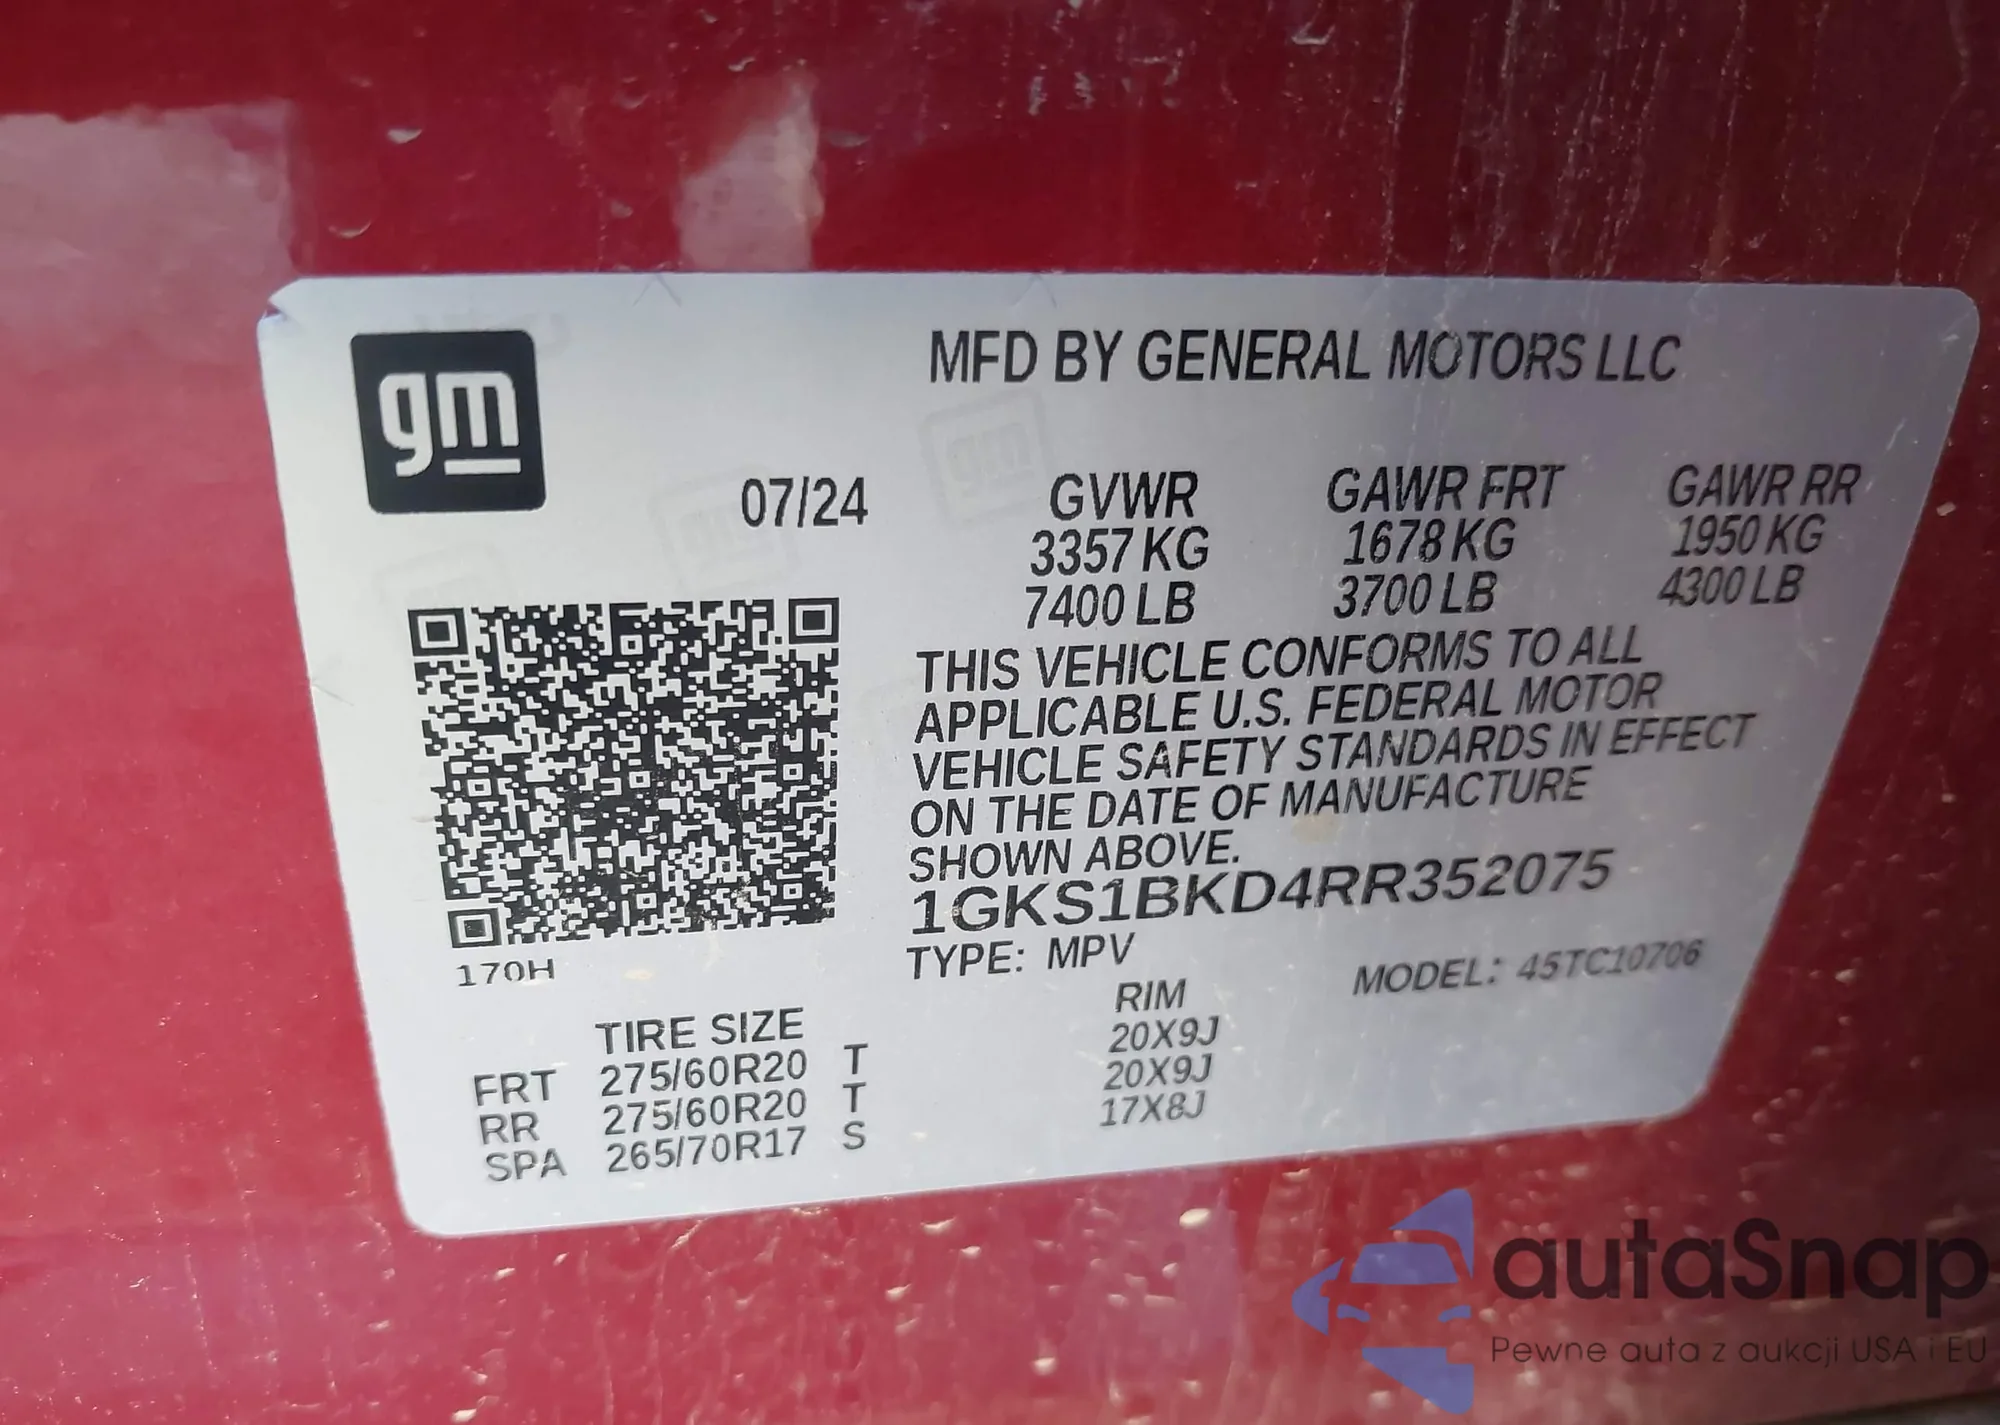 gm
MFD BY GENERAL MOTORS LLC
07/24 GVWR GAWR FRT GAWR RR
3357 KG 1678 KG 1950 KG
7400 LB 3700 LB 4300 LB
THIS VEHICLE CONFORMS TO ALL
APPLICABLE U.S. FEDERAL MOTOR
VEHICLE SAFETY STANDARDS IN EFFECT
ON THE DATE OF MANUFACTURE
SHOWN ABOVE.
1GKS1BKD4RR352075
170H
TYPE: MPV MODEL: 45TC10706
TIRE SIZE RIM
FRT 275/60R20 T 20X9J
RR 275/60R20 T 20X9J
SPA 265/70R17 S 17X8J
autaSnap
Pewne auta z aukcji USA i EU